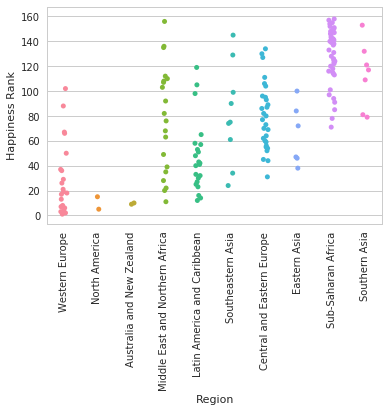 Happiness Rank
160
140
120
100
80
60
40
20
0
Western Europe
North America
Australia and New Zealand
Middle East and Northern Africa
Latin America and Caribbean
Southeastern Asia
Central and Eastern Europe
Eastern Asia
Sub-Saharan Africa
Southern Asia
Region